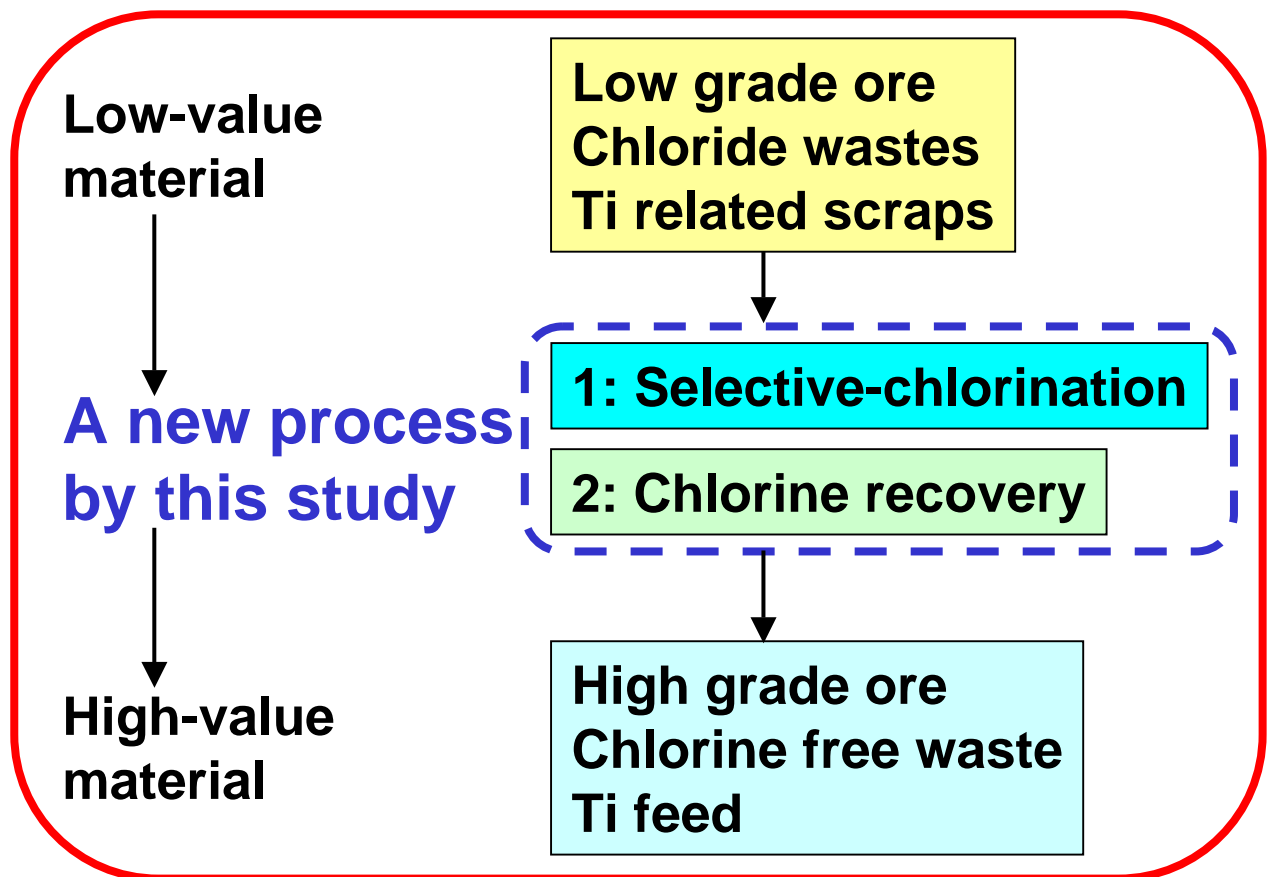 Low-value
material
Low grade ore
Chloride wastes
Ti related scraps
A new process
by this study
1: Selective-chlorination
2: Chlorine recovery
High-value
material
High grade ore
Chlorine free waste
Ti feed